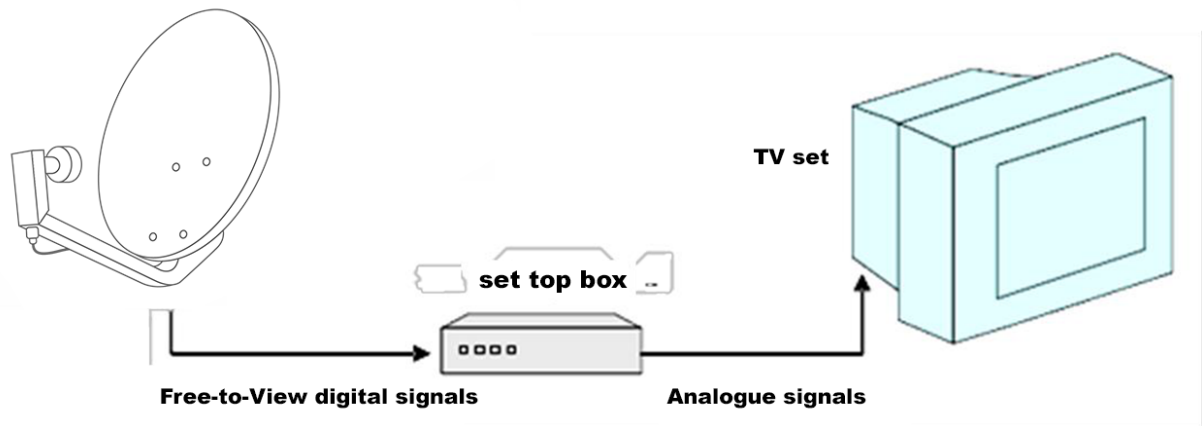 TV set
set top box
Free-to-View digital signals
Analogue signals